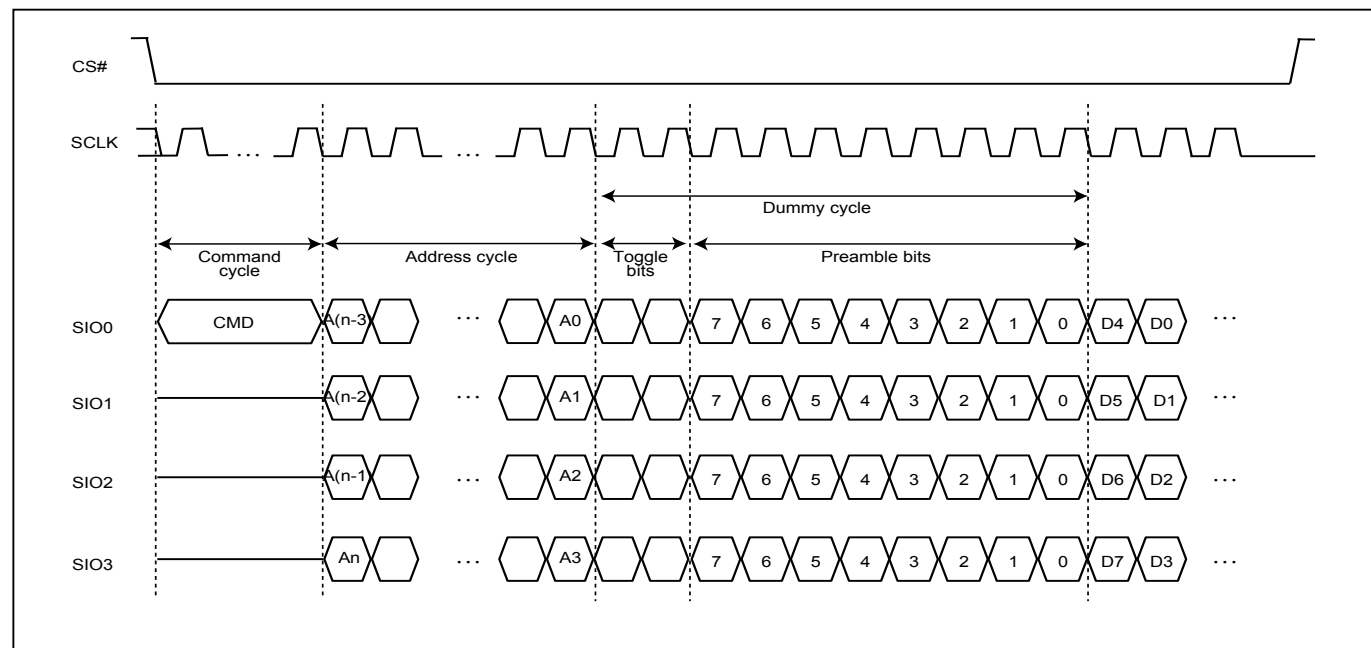 CS#
SCLK ... ...
Dummy cycle
Command cycle
Address cycle
Toggle bits
Preamble bits
SIO0 CMD A(n-3) ... A0 7 6 5 4 3 2 1 0 D4 D0 ...
SIO1 A(n-2) ... A1 7 6 5 4 3 2 1 0 D5 D1 ...
SIO2 A(n-1) ... A2 7 6 5 4 3 2 1 0 D6 D2 ...
SIO3 An ... A3 7 6 5 4 3 2 1 0 D7 D3 ...